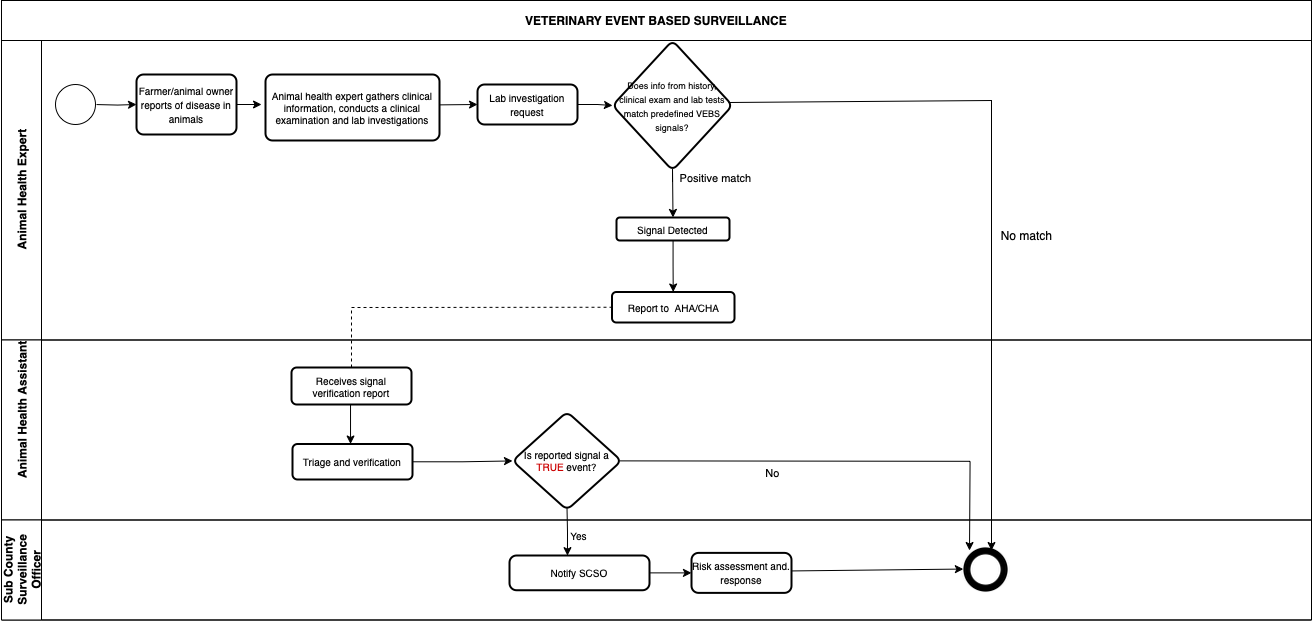 VETERINARY EVENT BASED SURVEILLANCE
Animal Health Expert
Farmer/animal owner
reports of disease in
animals
Animal health expert gathers clinical
information, conducts a clinical
examination and lab investigations
Lab investigation
request
Does info from history,
clinical exam and lab tests
match predefined VEBS
signals?
Positive match
No match
Signal Detected
Report to AHA/CHA
Animal Health Assistant
Receives signal
verification report
Triage and verification
Is reported signal a
TRUE event?
No
Yes
Sub County
Surveillance
Officer
Notify SCSO
Risk assessment and.
response